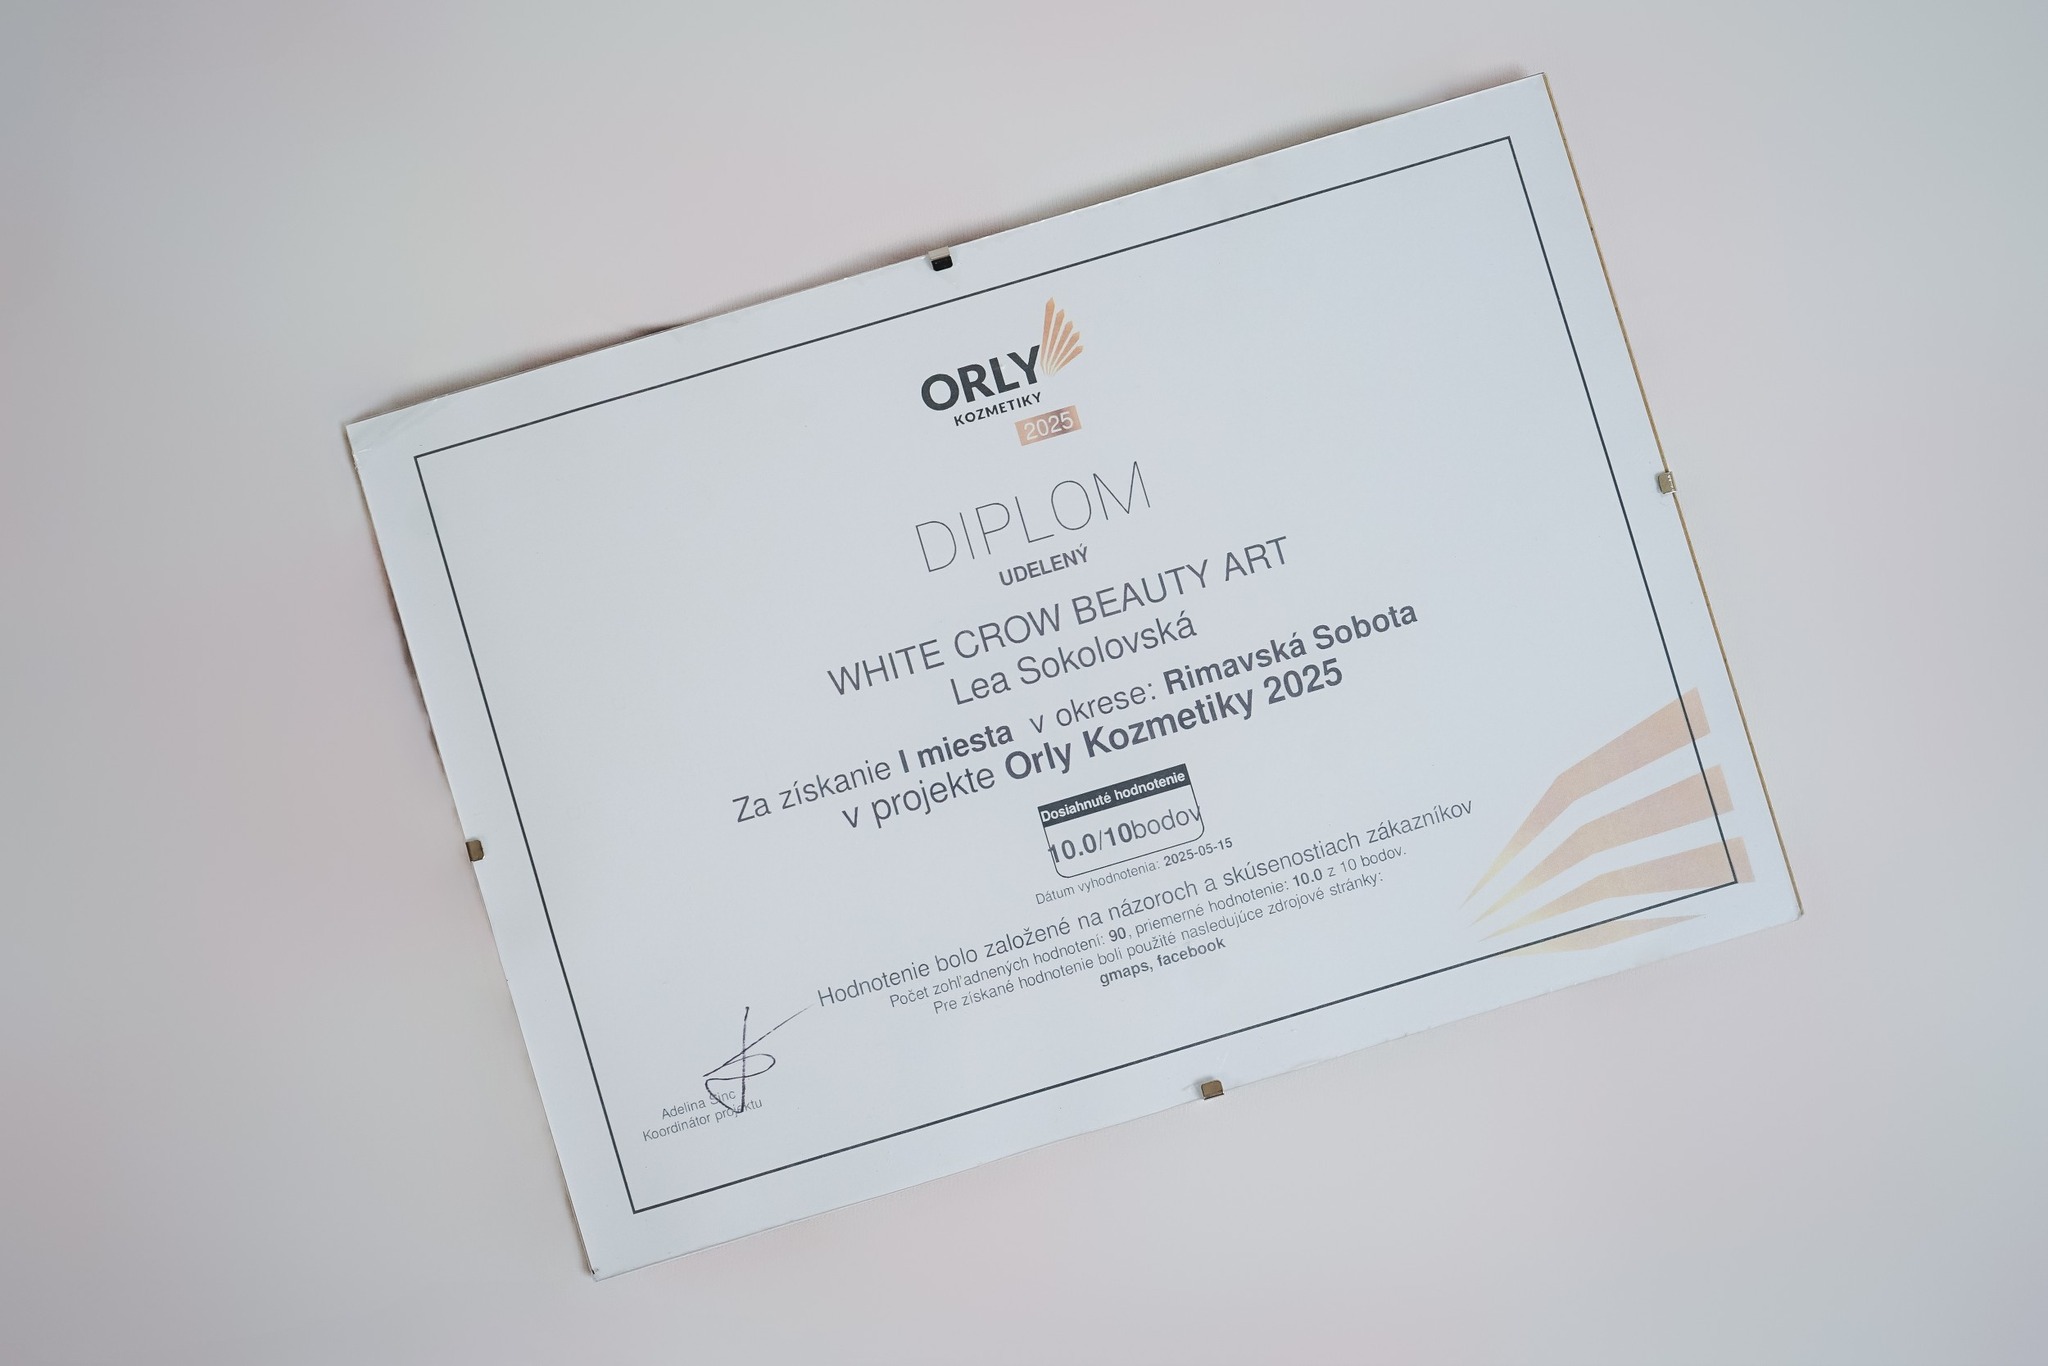 ORLY
KOZMETIKY
2025
DIPLOM
UDELENÝ
WHITE CROW BEAUTY ART
Lea Sokolovská
Za získanie I miesta v okrese: Rimavská Sobota
v projekte Orly Kozmetiky 2025
Dosiahnuté hodnotenie
10.0/10bodov
Dátum vyhodnotenia: 2025-05-15
Hodnotenie bolo založené na názoroch a skúsenostiach zákazníkov
Počet zohľadnených hodnotení: 90, priemerné hodnotenie: 10.0 z 10 bodov.
Pre získané hodnotenie boli použité nasledujúce zdrojové stránky:
gmaps, facebook
Adelina Sinc
Koordinátor projektu